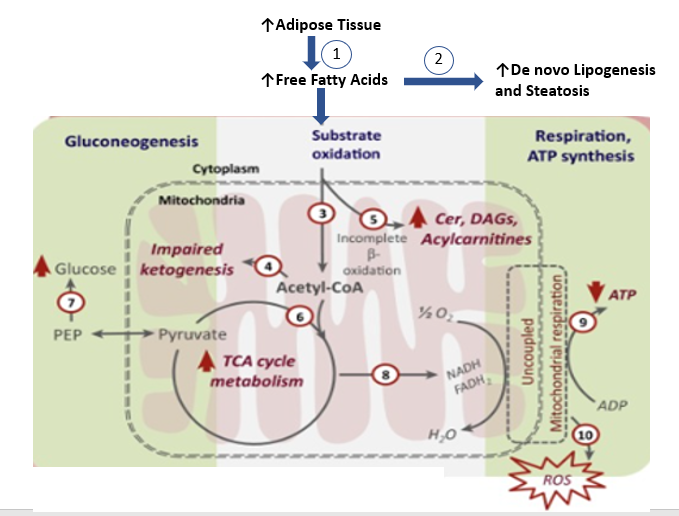 ↑Adipose Tissue
1
↑Free Fatty Acids
2
↑De novo Lipogenesis
and Steatosis
Gluconeogenesis
Substrate
oxidation
Respiration,
ATP synthesis
Cytoplasm
Mitochondria
3
5
Cer, DAGs,
Acylcarnitines
Incomplete
β-
oxidation
Impaired
ketogenesis
4
Acetyl-CoA
Glucose
7
PEP
Pyruvate
6
TCA cycle
metabolism
8
½ O₂
NADH
FADH₂
H₂O
Uncoupled
Mitochondrial respiration
ATP
9
ADP
10
ROS